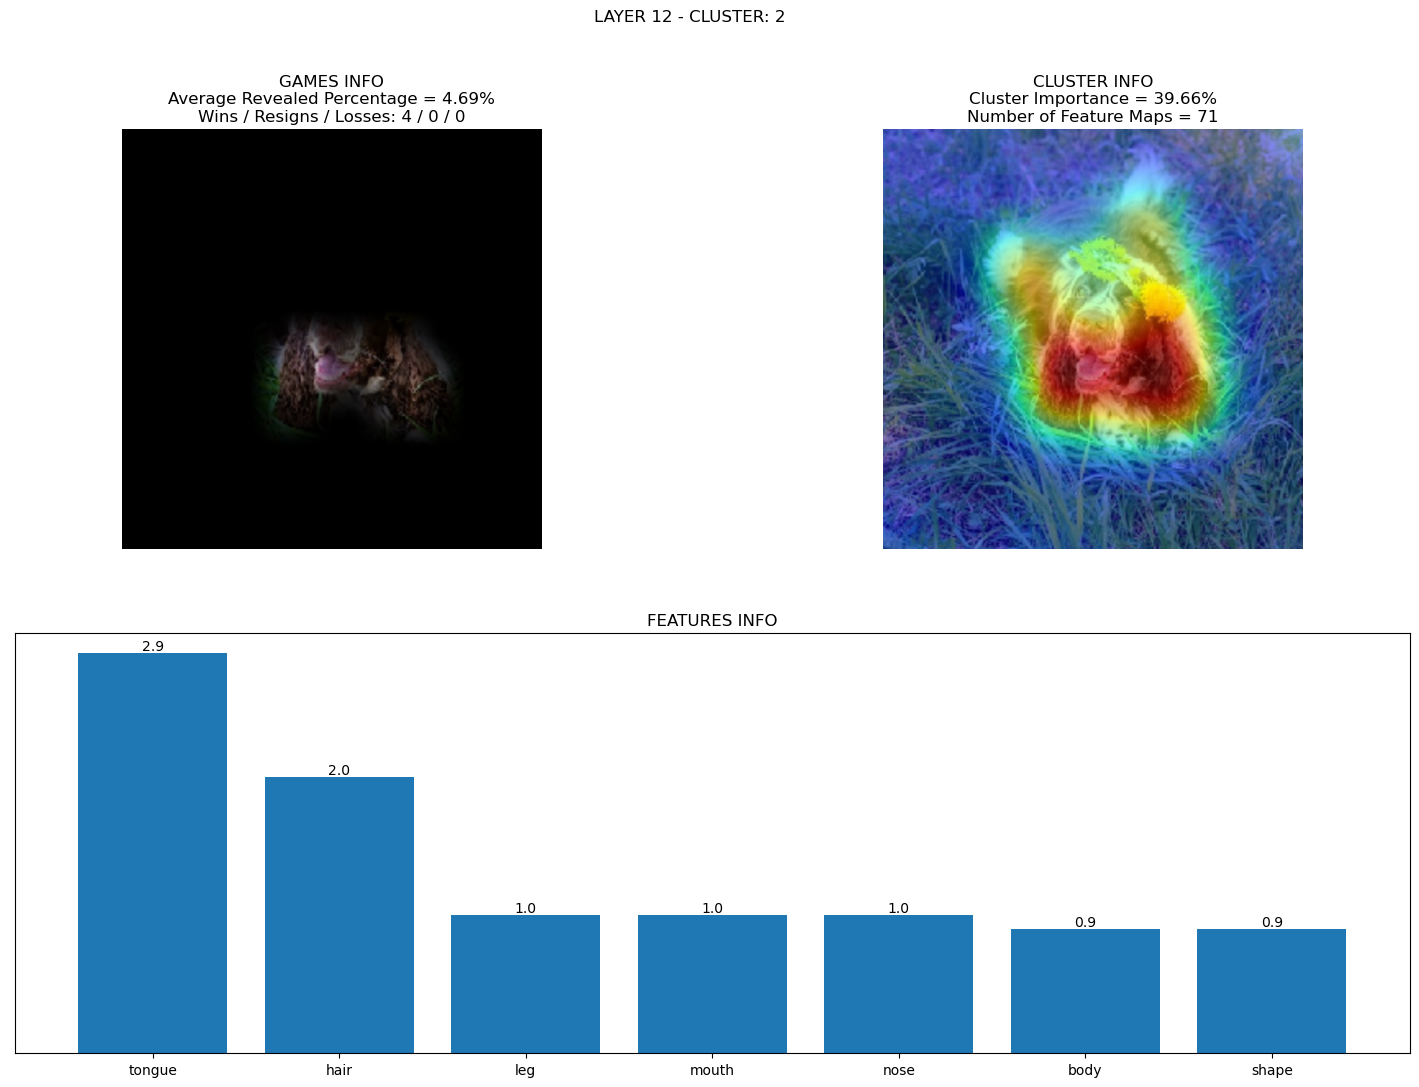 LAYER 12 - CLUSTER: 2
GAMES INFO
Average Revealed Percentage = 4.69%
Wins / Resigns / Losses: 4 / 0 / 0
CLUSTER INFO
Cluster Importance = 39.66%
Number of Feature Maps = 71
FEATURES INFO
2.9
2.0
1.0
1.0
1.0
0.9
0.9
tongue
hair
leg
mouth
nose
body
shape